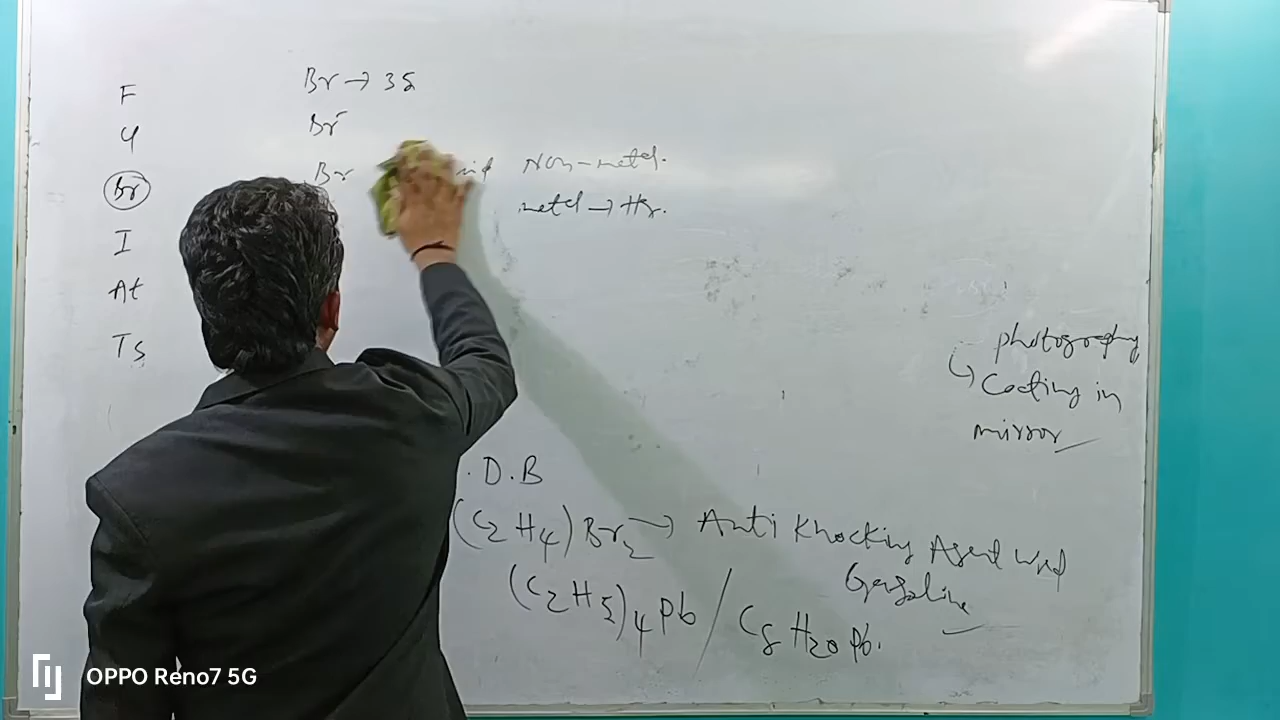 F
Cl
Br
I
At
Ts
Br → 35
Br⁻
Br Non-metal.
metal → Hg.
photography
↳ Coating in
mirror
. D. B
(C₂H₄)Br₂ → Anti Knocking Agent used
Gasoline
(C₂H₅)₄Pb / C₈H₂₀Pb.
OPPO Reno7 5G